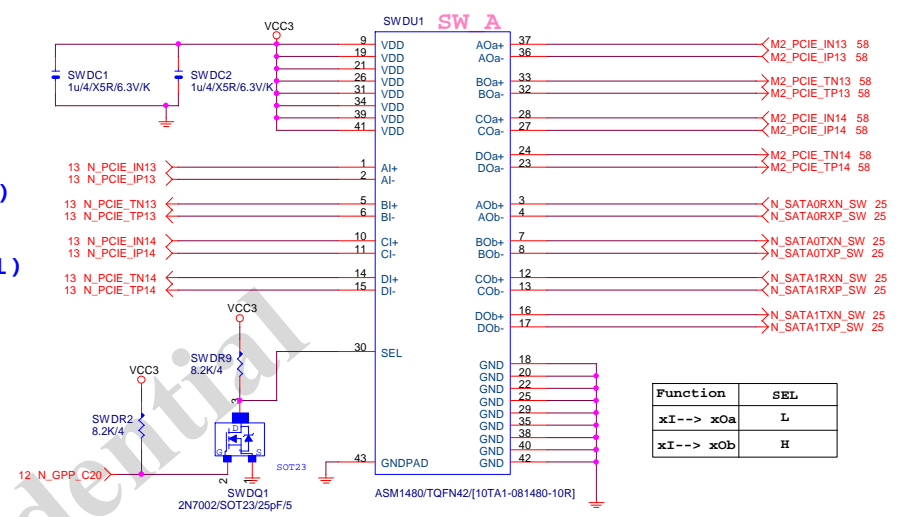 SWDU1 SW_A
VCC3
9 VDD AOa+ 37 M2_PCIE_IN13 58
19 VDD AOa- 36 M2_PCIE_IP13 58
21 VDD
26 VDD BOa+ 33 M2_PCIE_TN13 58
31 VDD BOa- 32 M2_PCIE_TP13 58
34 VDD
39 VDD COa+ 28 M2_PCIE_IN14 58
41 VDD COa- 27 M2_PCIE_IP14 58
SWDC1
1u/4/X5R/6.3V/K
SWDC2
1u/4/X5R/6.3V/K
DOa+ 24 M2_PCIE_TN14 58
DOa- 23 M2_PCIE_TP14 58
13 N_PCIE_IN13 1 AI+
13 N_PCIE_IP13 2 AI-
13 N_PCIE_TN13 5 BI+ AOb+ 3 N_SATA0RXN_SW 25
13 N_PCIE_TP13 6 BI- AOb- 4 N_SATA0RXP_SW 25
)
13 N_PCIE_IN14 10 CI+ BOb+ 7 N_SATA0TXN_SW 25
13 N_PCIE_IP14 11 CI- BOb- 8 N_SATA0TXP_SW 25
)
13 N_PCIE_TN14 14 DI+ COb+ 12 N_SATA1RXN_SW 25
13 N_PCIE_TP14 15 DI- COb- 13 N_SATA1RXP_SW 25
DOb+ 16 N_SATA1TXN_SW 25
DOb- 17 N_SATA1TXP_SW 25
VCC3
30 SEL
SWDR9
8.2K/4
VCC3
SWDR2
8.2K/4
GND 18
GND 20
GND 22
GND 25
GND 29
GND 35
GND 38
GND 40
GND 42
43 GNDPAD
3
D
G S
2 1
SOT23
12 N_GPP_C20
SWDQ1
2N7002/SOT23/25pF/5
ASM1480/TQFN42/[10TA1-081480-10R]
Function SEL
xI--> xOa L
xI--> xOb H
dential